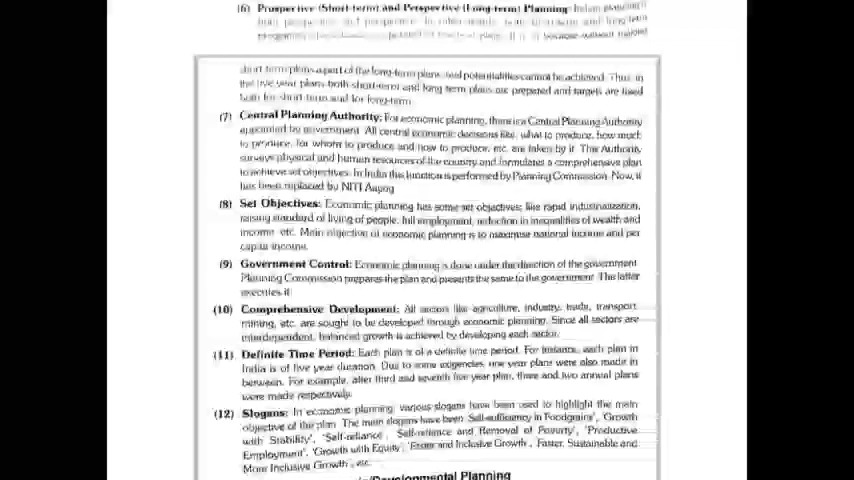 (6) Prospective (Short-term) and Perspective (Long-term) Planning: Indian planning is
short term plans a part of the long-term plans, and potentialities cannot be achieved. Thus, in
the five year plans both short-term and long term plans are prepared and targets are fixed
both for short-term and for long-term.
(7) Central Planning Authority: For economic planning, there is a Central Planning Authority
appointed by government. All central economic decisions like, what to produce, how much
to produce, for whom to produce and how to produce, etc. are taken by it. This Authority
surveys physical and human resources of the country and formulates a comprehensive plan
to achieve set objectives. In India this function is performed by Planning Commission. Now, it
has been replaced by NITI Aayog
(8) Set Objectives: Economic planning has some set objectives; like rapid industrialization,
raising standard of living of people, full employment, reduction in inequalities of wealth and
income etc. Main objective of economic planning is to maximise national income and per
capita income.
(9) Government Control: Economic planning is done under the direction of the government.
Planning Commission prepares the plan and presents the same to the government. The latter
executes it.
(10) Comprehensive Development: All sectors like agriculture, industry, trade, transport
mining, etc. are sought to be developed through economic planning. Since all sectors are
interdependent, balanced growth is achieved by developing each sector.
(11) Definite Time Period: Each plan is of a definite time period. For instance, each plan in
India is of five year duration. Due to some exigencies, one year plans were also made in
between. For example, after third and seventh five year plan, three and two annual plans
were made respectively.
(12) Slogans: In economic planning, various slogans have been used to highlight the main
objective of the plan. The main slogans have been 'Self-sufficiency in Foodgrains', 'Growth
with Stability', 'Self-reliance', 'Self-reliance and Removal of Poverty', 'Productive
Employment', 'Growth with Equity', 'Faster and Inclusive Growth', 'Faster, Sustainable and
More Inclusive Growth', etc.
/Developmental Planning